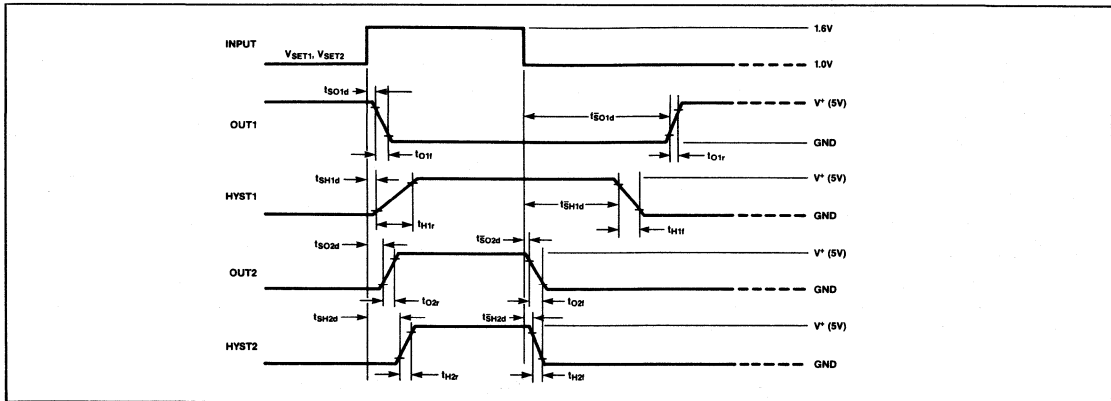 1.6V
INPUT
VSET1, VSET2
1.0V
tSO1d
V+ (5V)
tS̅O1d
OUT1
GND
tO1f
tO1r
tSH1d
V+ (5V)
HYST1
tS̅H1d
GND
tH1r
tH1f
tSO2d
tS̅O2d
V+ (5V)
OUT2
GND
tO2r
tO2f
tSH2d
tS̅H2d
V+ (5V)
HYST2
GND
tH2r
tH2f